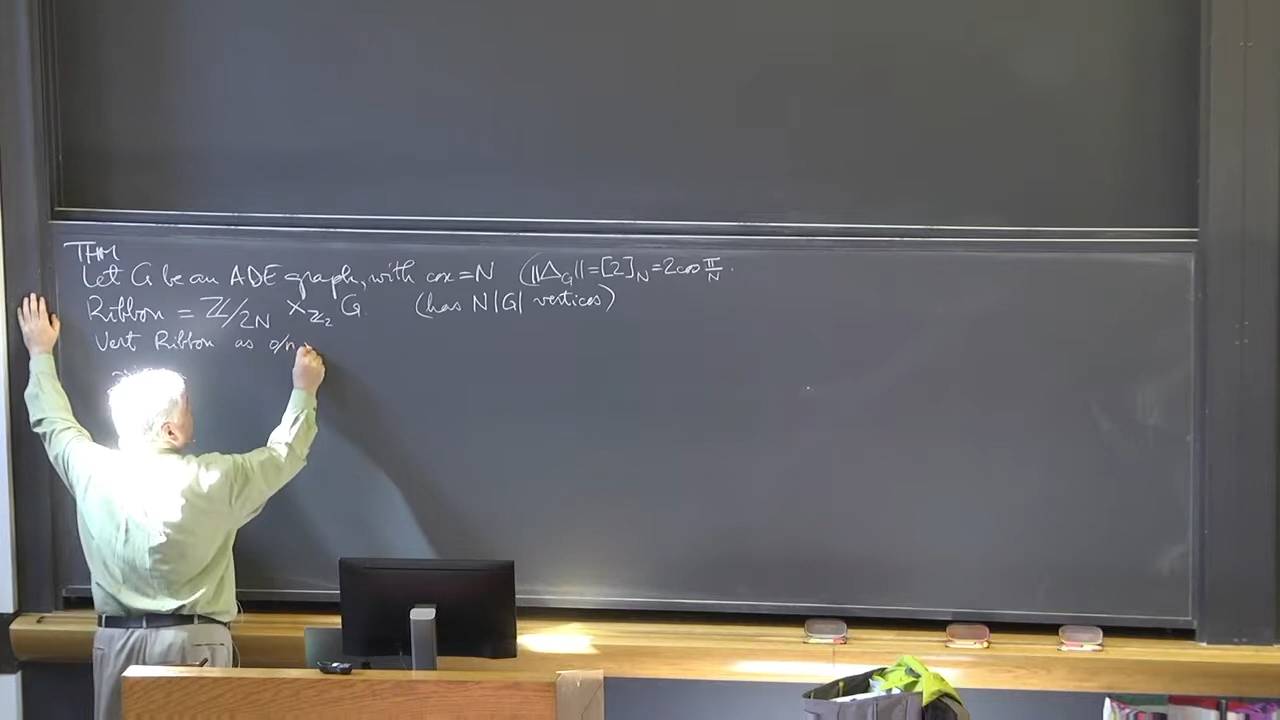 THM
Let G be an ADE graph, with cox = N (||Δ_G|| = [2]_N = 2cos π/N.
Ribbon = ℤ/2N ×_ℤ₂ G. (has N|G| vertices)
Vert Ribbon as o/n